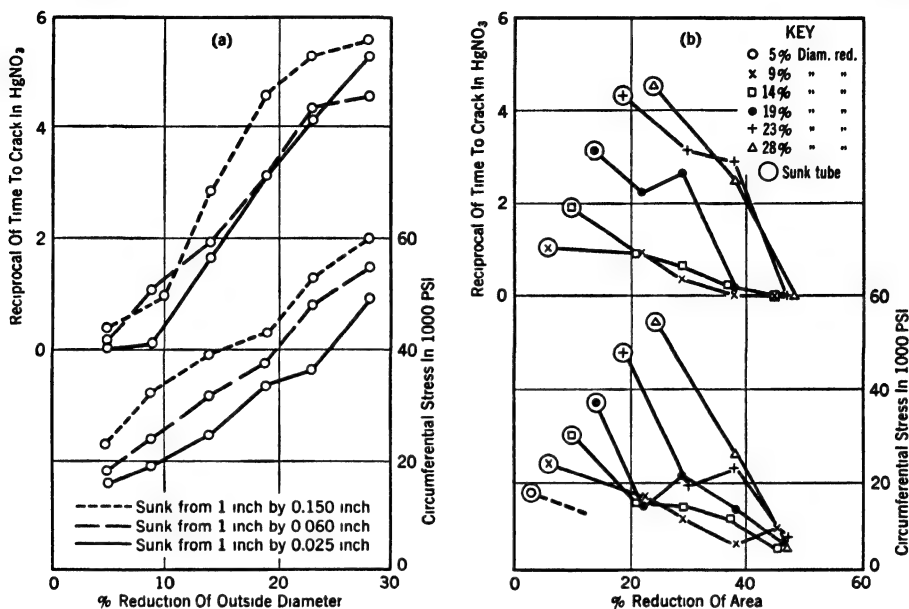 (a)
Reciprocal Of Time To Crack In HgNO3
6
4
2
0
60
40
20
0
Circumferential Stress In 1000 PSI
Sunk from 1 inch by 0.150 inch
Sunk from 1 inch by 0 060 inch
Sunk from 1 inch by 0.025 inch
0 10 20 30
% Reduction Of Outside Diameter
(b)
Reciprocal Of Time To Crack In HgNO3
6
4
2
0
KEY
5% Diam. red.
9% " "
14% " "
19% " "
23% " "
28% " "
Sunk tube
60
40
20
0
Circumferential Stress In 1000 PSI
0 20 40 60
% Reduction Of Area